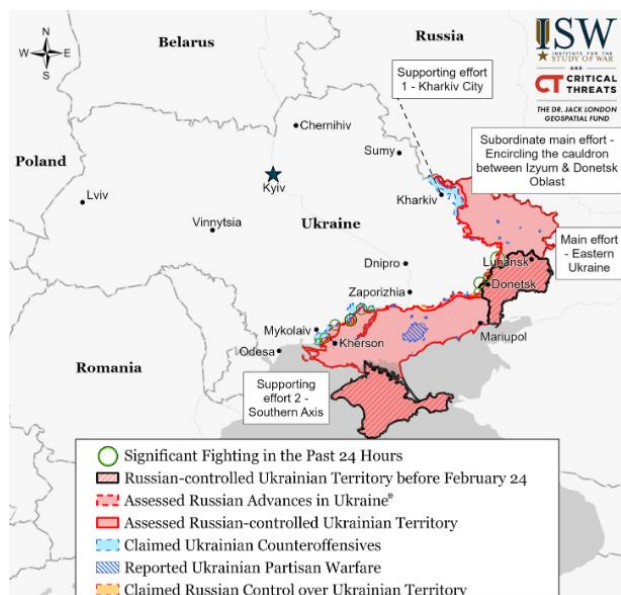 N
W E
S
Belarus
Russia
ISW
INSTITUTE FOR THE
STUDY OF WAR
AND
CT CRITICAL
THREATS
THE DR. JACK LONDON
GEOSPATIAL FUND
Supporting effort
1 - Kharkiv City
Chernihiv
Sumy
Subordinate main effort -
Encircling the cauldron
between Izyum & Donetsk
Oblast
Poland
Kyiv
Lviv
Kharkiv
Vinnytsia
Ukraine
Main effort
- Eastern
Ukraine
Dnipro
Luhansk
Donetsk
Zaporizhia
Mykolaiv
Kherson
Mariupol
Odesa
Romania
Supporting
effort 2 -
Southern Axis
Significant Fighting in the Past 24 Hours
Russian-controlled Ukrainian Territory before February 24
Assessed Russian Advances in Ukraine*
Assessed Russian-controlled Ukrainian Territory
Claimed Ukrainian Counteroffensives
Reported Ukrainian Partisan Warfare
Claimed Russian Control over Ukrainian Territory